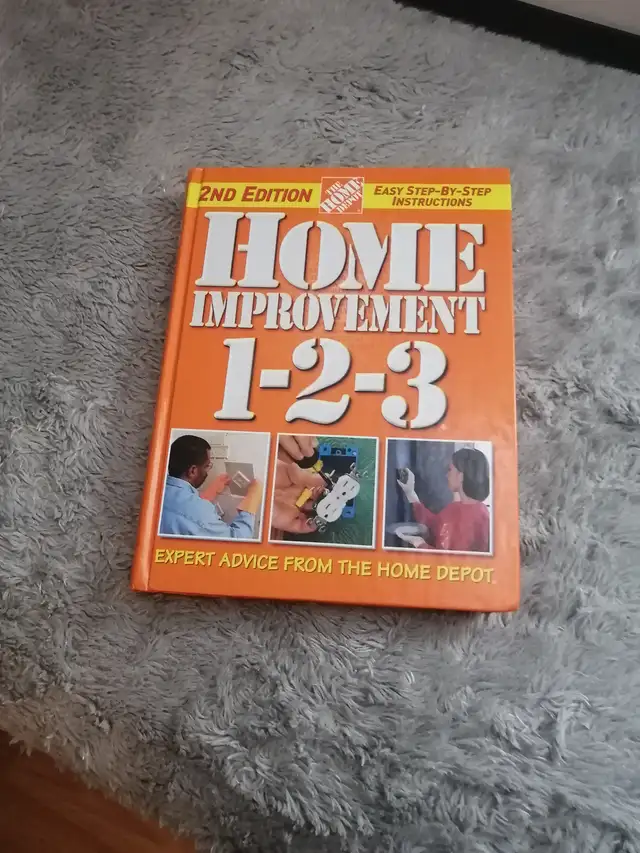 2ND EDITION
THE
HOME
DEPOT
EASY STEP-BY-STEP
INSTRUCTIONS
HOME
IMPROVEMENT
1-2-3
EXPERT ADVICE FROM THE HOME DEPOT